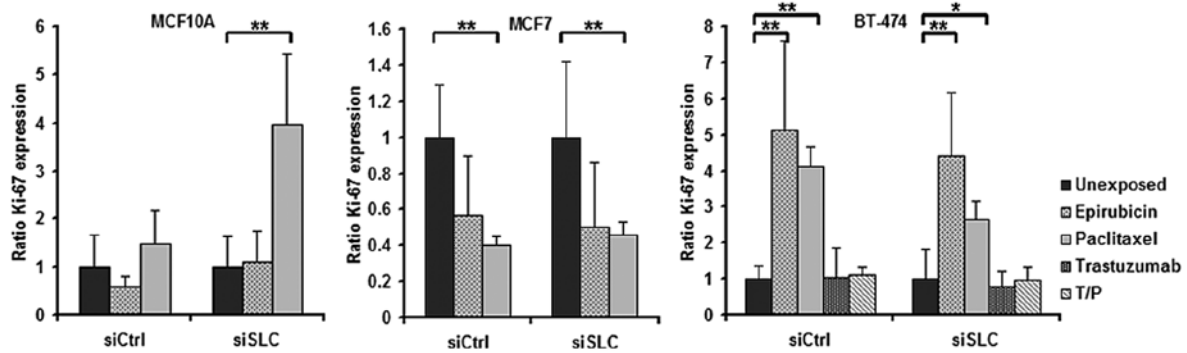 MCF10A
**
Ratio Ki-67 expression
6
5
4
3
2
1
0
siCtrl
siSLC
MCF7
**
**
Ratio Ki-67 expression
1.6
1.4
1.2
1
0.8
0.6
0.4
0.2
0
siCtrl
siSLC
BT-474
**
**
*
**
Ratio Ki-67 expression
8
7
6
5
4
3
2
1
0
siCtrl
siSLC
Unexposed
Epirubicin
Paclitaxel
Trastuzumab
T/P